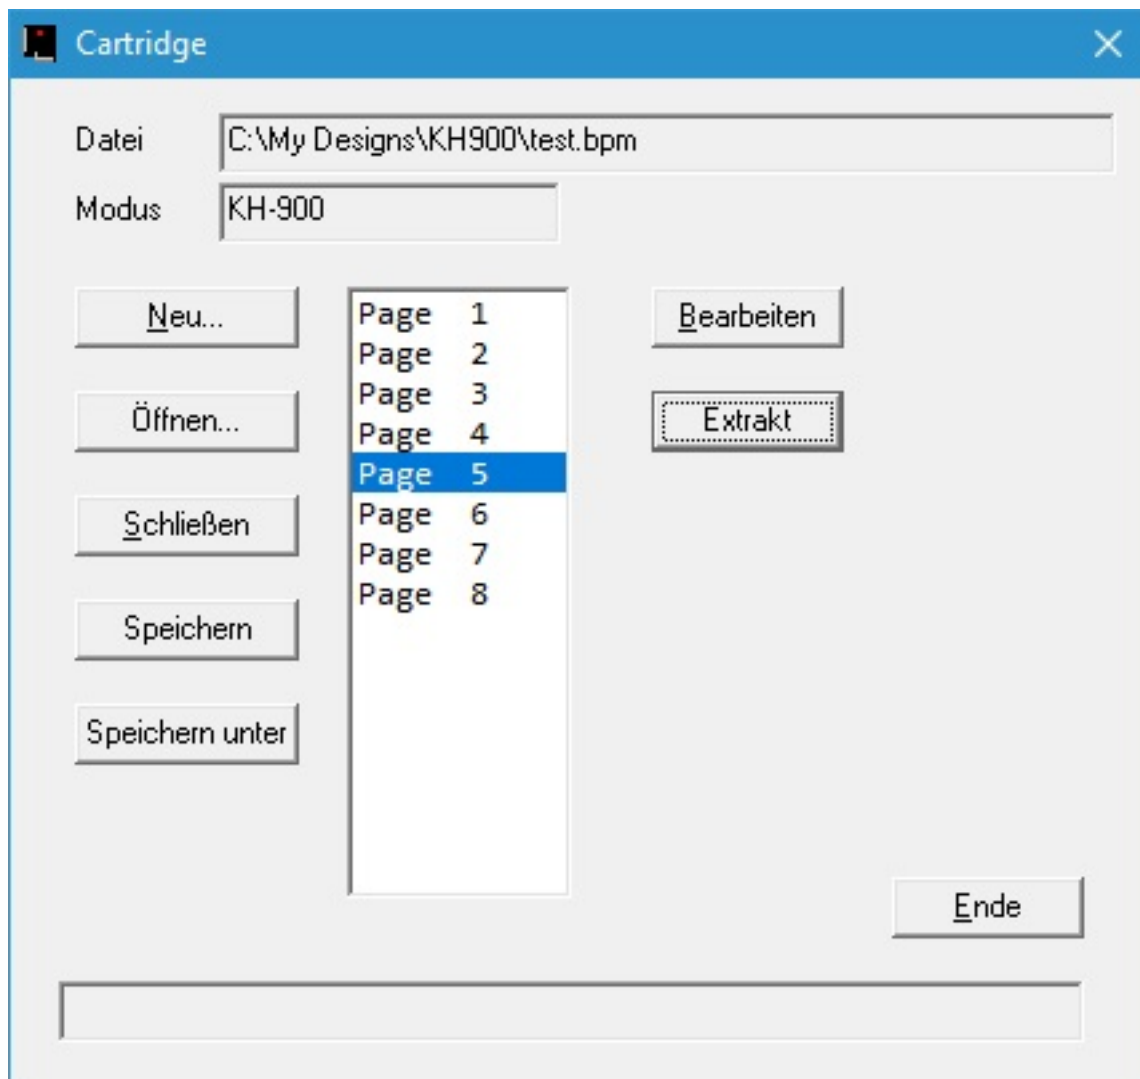 Cartridge
Datei C:\My Designs\KH900\test.bpm
Modus KH-900
Neu...
Öffnen...
Schließen
Speichern
Speichern unter
Page 1
Page 2
Page 3
Page 4
Page 5
Page 6
Page 7
Page 8
Bearbeiten
Extrakt
Ende